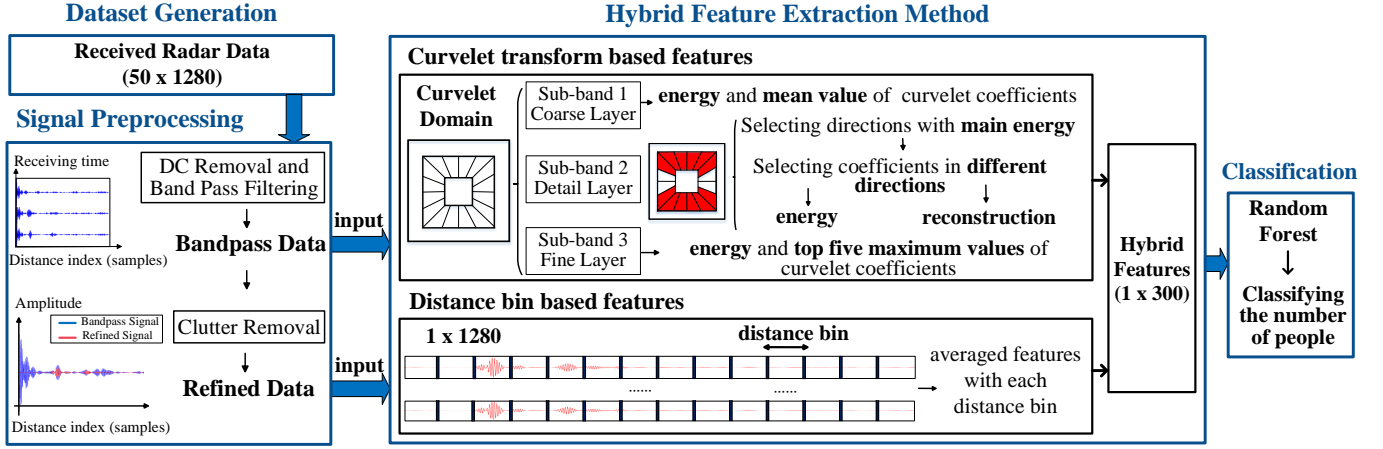 Dataset Generation
Received Radar Data
(50 x 1280)
Signal Preprocessing
Receiving time
Distance index (samples)
DC Removal and
Band Pass Filtering
Bandpass Data
Amplitude
Bandpass Signal
Refined Signal
Distance index (samples)
Clutter Removal
Refined Data
input
input
Hybrid Feature Extraction Method
Curvelet transform based features
Curvelet
Domain
Sub-band 1
Coarse Layer
energy and mean value of curvelet coefficients
Sub-band 2
Detail Layer
Selecting directions with main energy
Selecting coefficients in different
directions
energy
reconstruction
Sub-band 3
Fine Layer
energy and top five maximum values of
curvelet coefficients
Distance bin based features
1 x 1280
distance bin
......
......
averaged features
with each
distance bin
Hybrid
Features
(1 x 300)
Classification
Random
Forest
Classifying
the number
of people